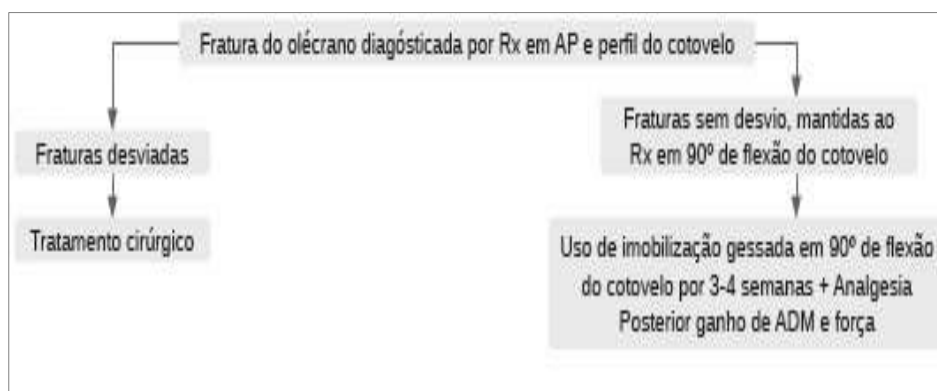 Fratura do olécrano diagósticada por Rx em AP e perfil do cotovelo
Fraturas desviadas
Tratamento cirúrgico
Fraturas sem desvio, mantidas ao
Rx em 90º de flexão do cotovelo
Uso de imobilização gessada em 90º de flexão
do cotovelo por 3-4 semanas + Analgesia
Posterior ganho de ADM e força